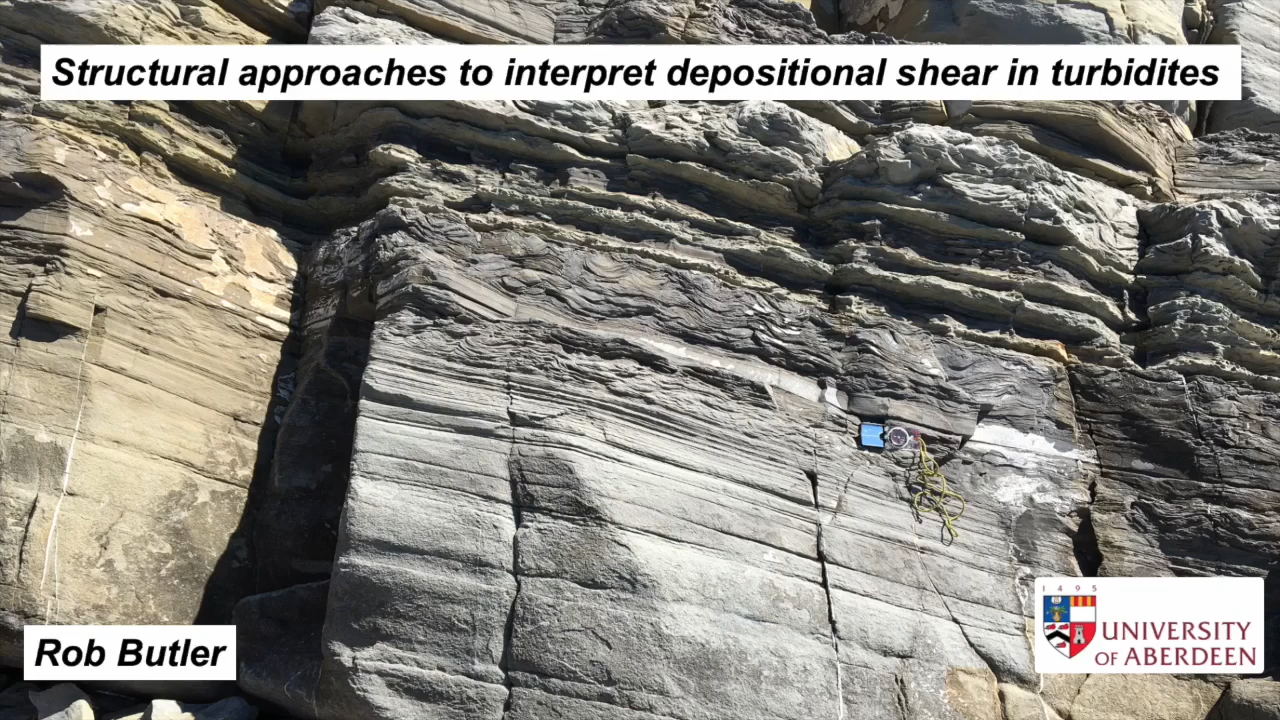 Structural approaches to interpret depositional shear in turbidites
Rob Butler
1495
UNIVERSITY
OF ABERDEEN